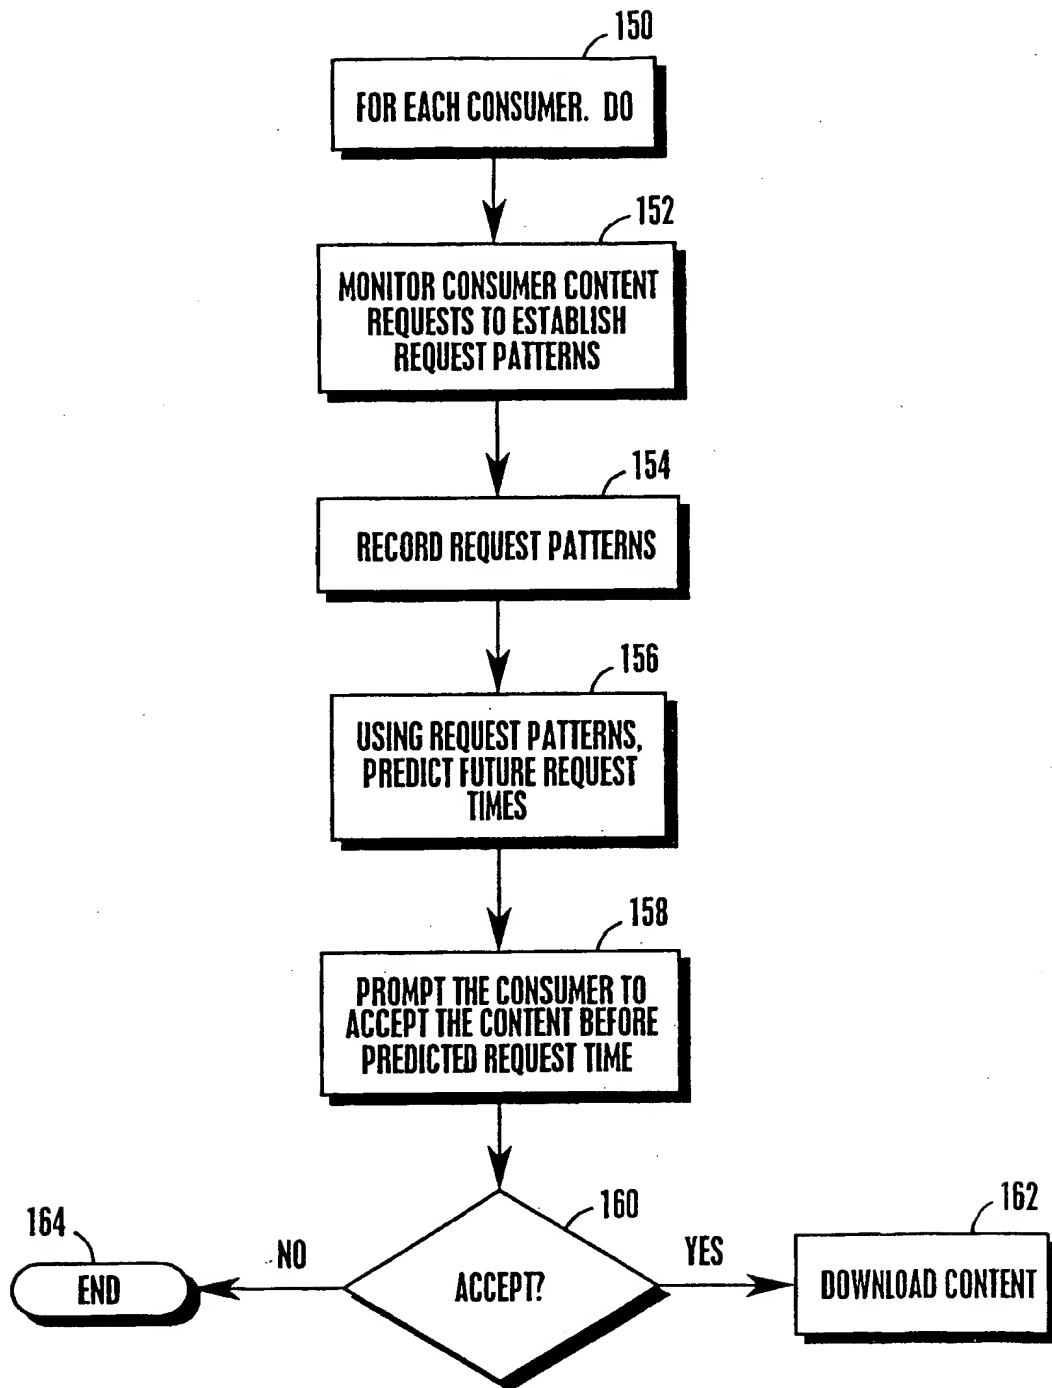 150
FOR EACH CONSUMER. DO
152
MONITOR CONSUMER CONTENT
REQUESTS TO ESTABLISH
REQUEST PATTERNS
154
RECORD REQUEST PATTERNS
156
USING REQUEST PATTERNS,
PREDICT FUTURE REQUEST
TIMES
158
PROMPT THE CONSUMER TO
ACCEPT THE CONTENT BEFORE
PREDICTED REQUEST TIME
160
ACCEPT?
NO
164
END
YES
162
DOWNLOAD CONTENT